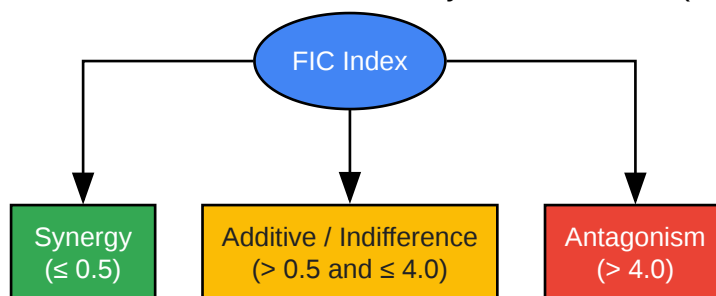 FIC Index
Synergy
(≤ 0.5)
Additive / Indifference
(> 0.5 and ≤ 4.0)
Antagonism
(> 4.0)